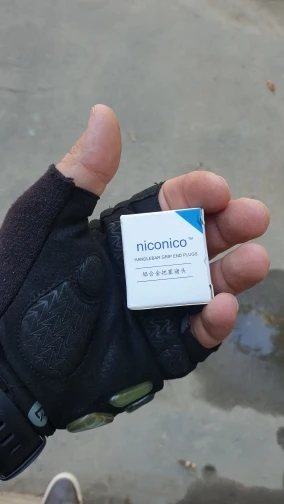 niconico™
HANDLEBAR GRIP END PLUGS
铝合金把塞堵头